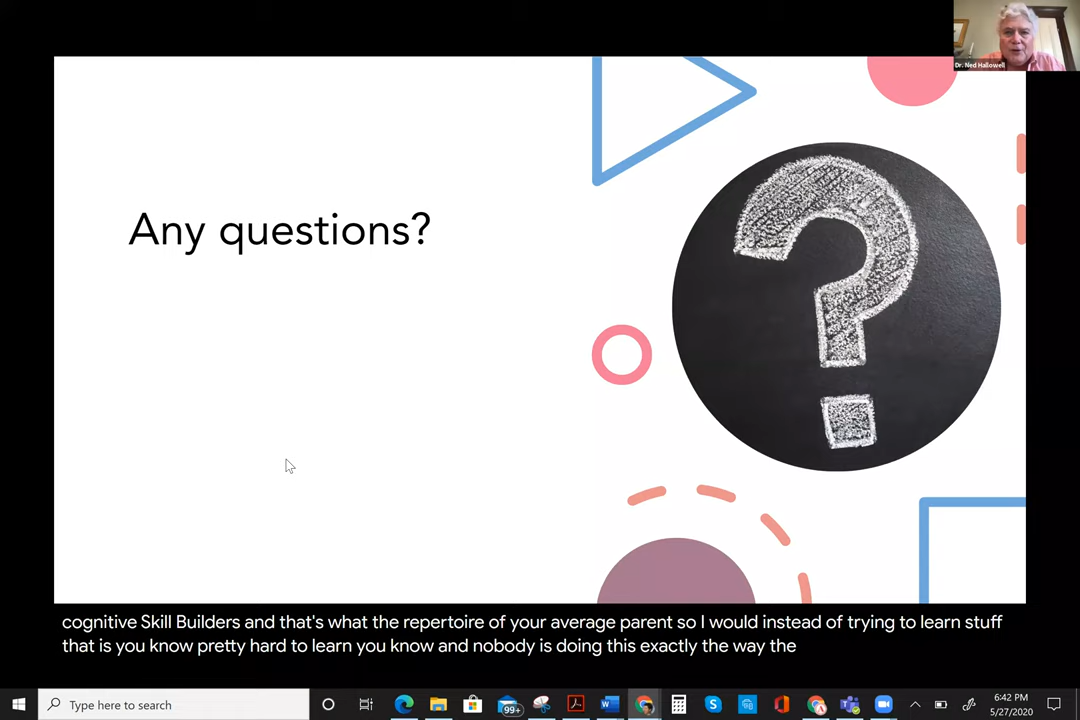 Dr. Ned Hallowell
Any questions?
cognitive Skill Builders and that's what the repertoire of your average parent so I would instead of trying to learn stuff
that is you know pretty hard to learn you know and nobody is doing this exactly the way the
Type here to search
99+
6:42 PM
5/27/2020